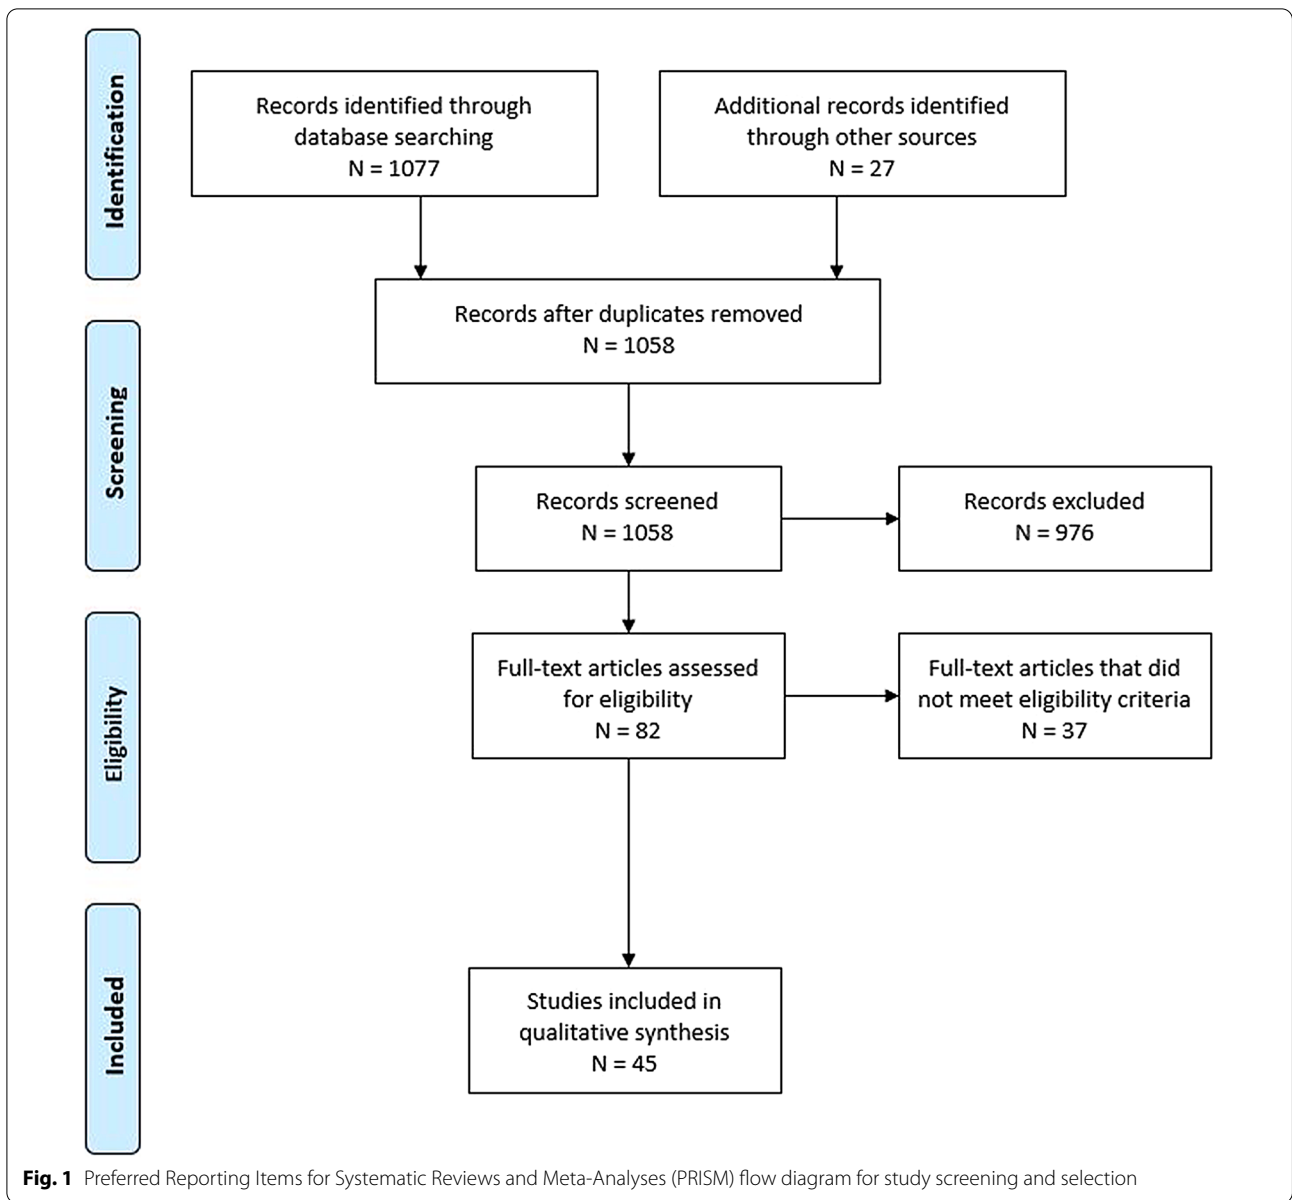 Identification
Records identified through
database searching
N = 1077
Additional records identified
through other sources
N = 27
Records after duplicates removed
N = 1058
Screening
Records screened
N = 1058
Records excluded
N = 976
Eligibility
Full-text articles assessed
for eligibility
N = 82
Full-text articles that did
not meet eligibility criteria
N = 37
Included
Studies included in
qualitative synthesis
N = 45
Fig. 1 Preferred Reporting Items for Systematic Reviews and Meta-Analyses (PRISM) flow diagram for study screening and selection